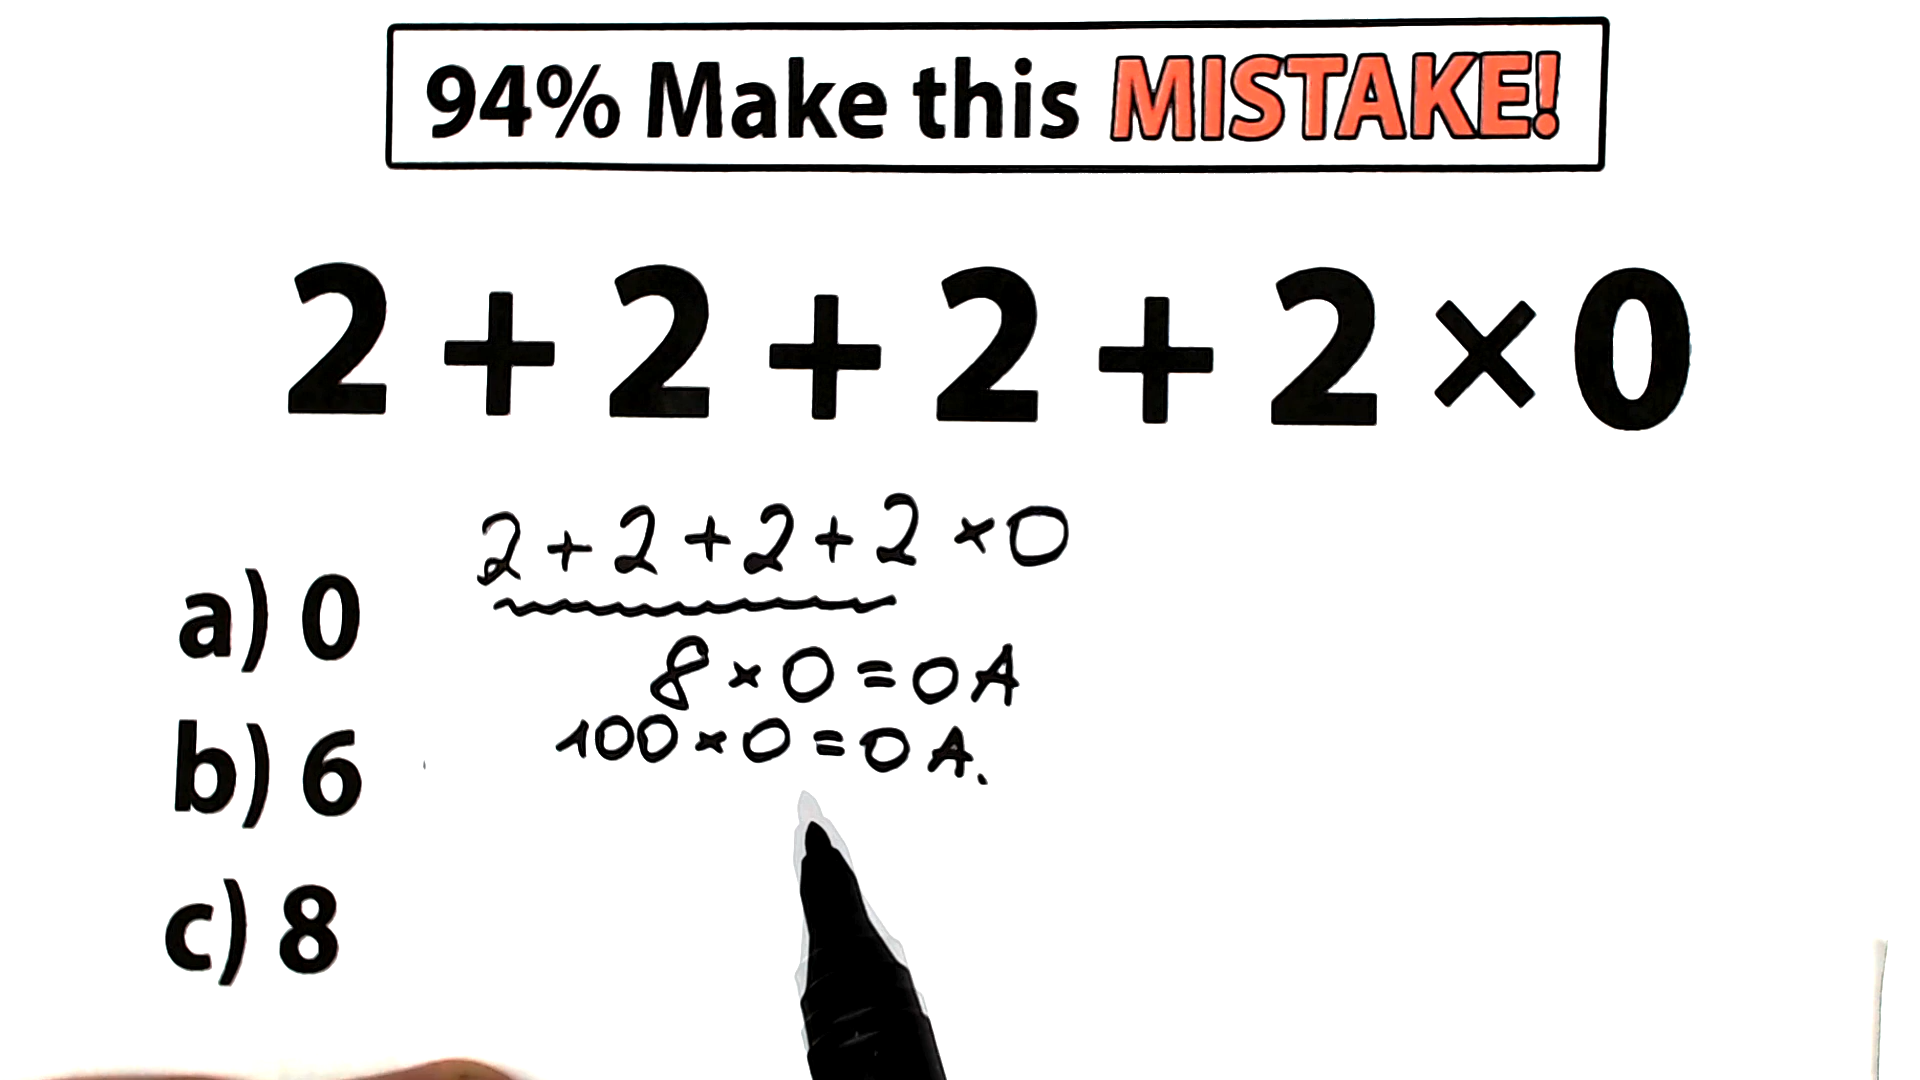 94% Make this MISTAKE!
2 + 2 + 2 + 2 × 0
2 + 2 + 2 + 2 × 0
a) 0
8 × 0 = 0 A
100 × 0 = 0 A.
b) 6
c) 8